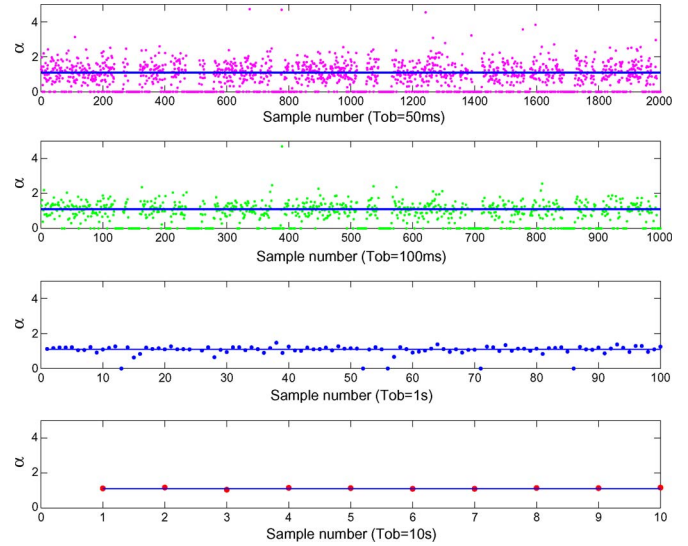 4
2
0
α
0 200 400 600 800 1000 1200 1400 1600 1800 2000
Sample number (Tob=50ms)
4
2
0
α
0 100 200 300 400 500 600 700 800 900 1000
Sample number (Tob=100ms)
4
2
0
α
0 10 20 30 40 50 60 70 80 90 100
Sample number (Tob=1s)
4
2
0
α
0 1 2 3 4 5 6 7 8 9 10
Sample number (Tob=10s)